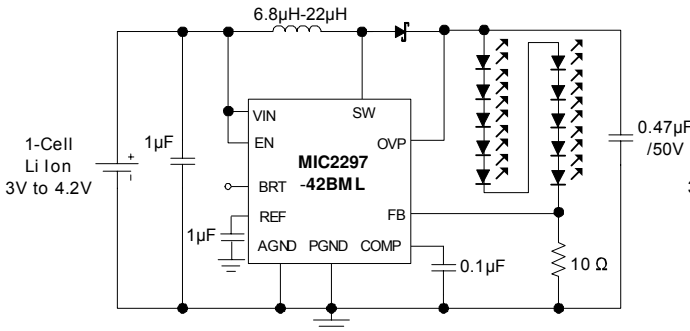 6.8µH-22µH
VIN
SW
EN
OVP
1µF
MIC2297
-42BML
1-Cell
Li Ion
3V to 4.2V
+
-
BRT
REF
FB
1µF
AGND
PGND
COMP
0.1µF
10 Ω
0.47µF
/50V
3